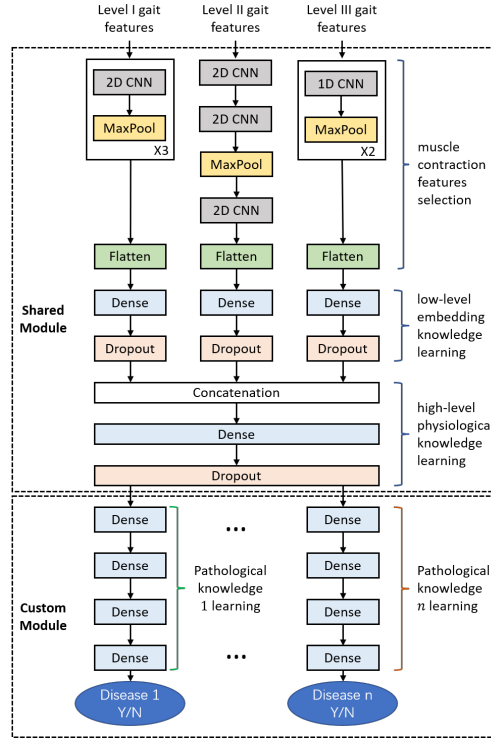 Level I gait
features
Level II gait
features
Level III gait
features
2D CNN
MaxPool
X3
2D CNN
2D CNN
MaxPool
2D CNN
1D CNN
MaxPool
X2
muscle
contraction
features
selection
Flatten
Flatten
Flatten
Shared
Module
Dense
Dense
Dense
Dropout
Dropout
Dropout
low-level
embedding
knowledge
learning
Concatenation
Dense
Dropout
high-level
physiological
knowledge
learning
Custom
Module
Dense
Dense
Dense
Dense
...
...
Pathological
knowledge
1 learning
Dense
Dense
Dense
Dense
Pathological
knowledge
n learning
Disease 1
Y/N
Disease n
Y/N